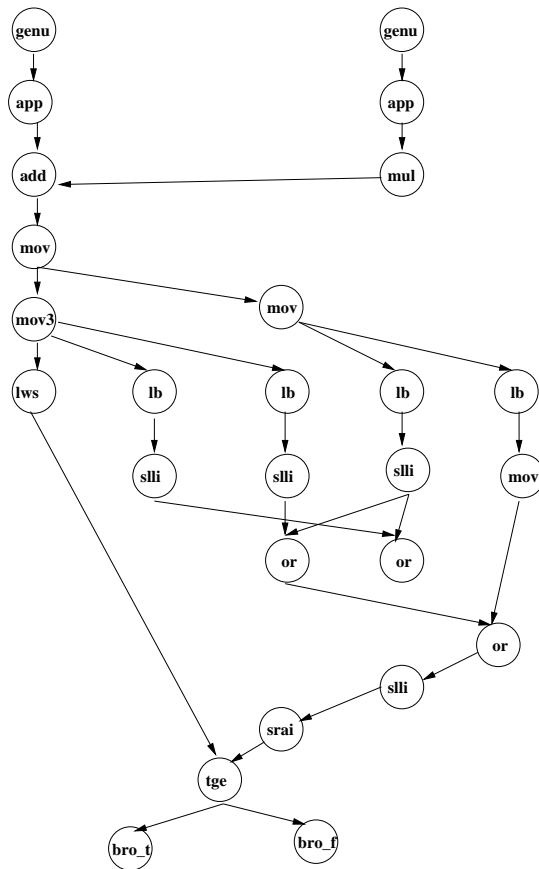 genu genu
app app
add mul
mov
mov3 mov
lws lb lb lb lb
slli slli slli mov
or or
or
slli
srai
tge
bro_t bro_f